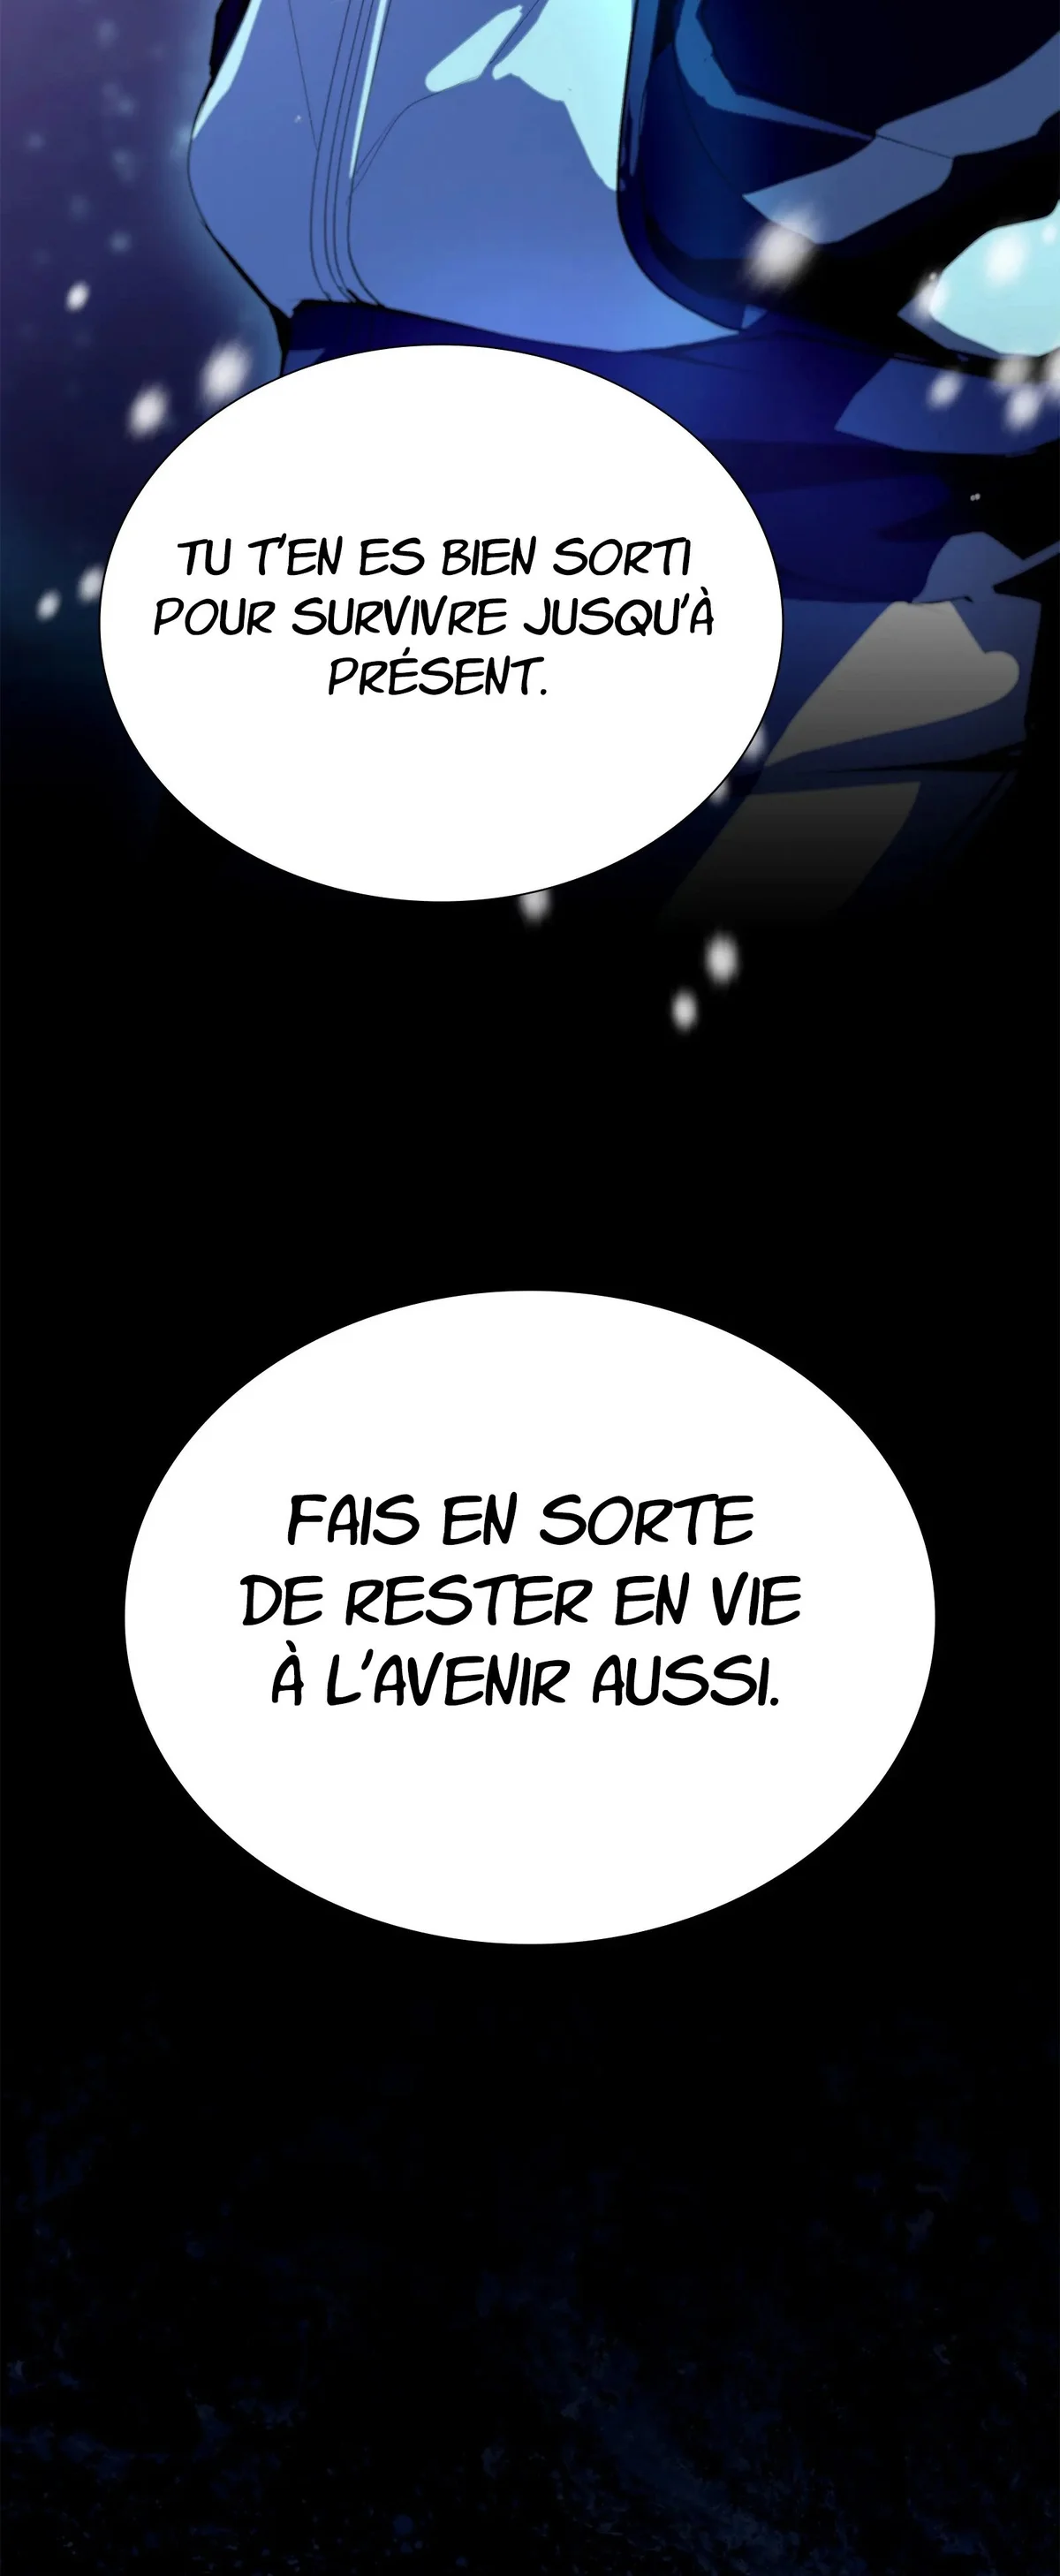 TU T'EN ES BIEN SORTI
POUR SURVIVRE JUSQU'À
PRÉSENT.
FAIS EN SORTE
DE RESTER EN VIE
À L'AVENIR AUSSI.